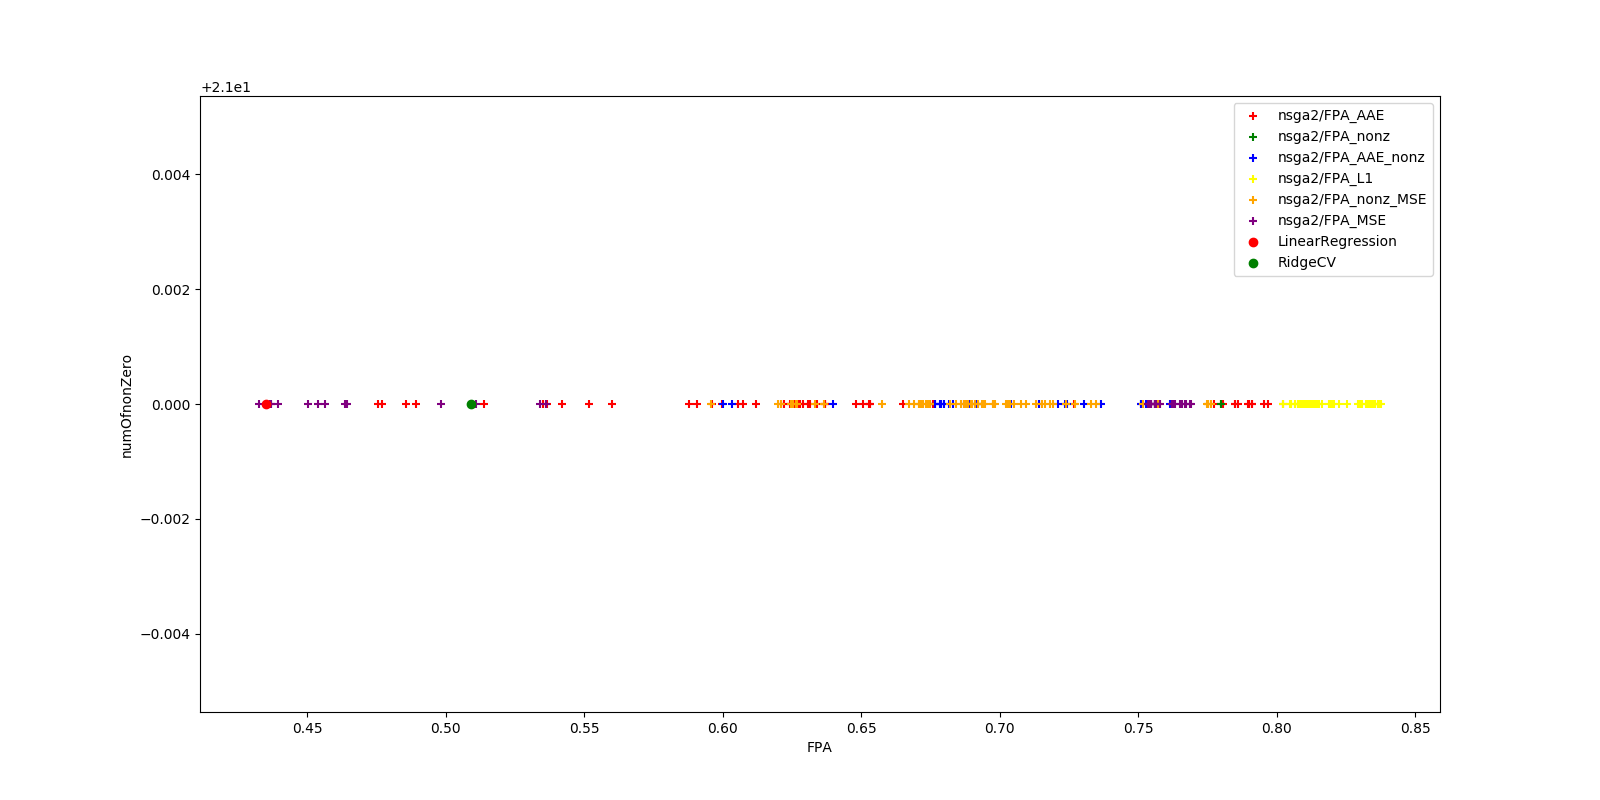 +2.1e1
nsga2/FPA_AAE
nsga2/FPA_nonz
nsga2/FPA_AAE_nonz
nsga2/FPA_L1
nsga2/FPA_nonz_MSE
nsga2/FPA_MSE
LinearRegression
RidgeCV
numOfnonZero
0.004
0.002
0.000
−0.002
−0.004
0.45 0.50 0.55 0.60 0.65 0.70 0.75 0.80 0.85
FPA